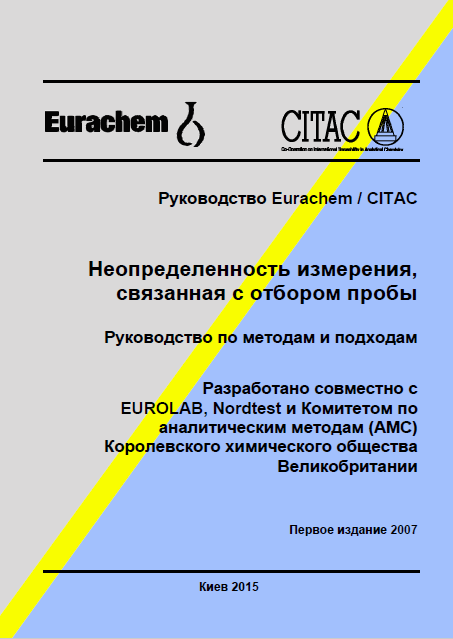 Eurachem
CITAC
Co-Operation on International Traceability in Analytical Chemistry
Руководство Eurachem / CITAC
Неопределенность измерения,
связанная с отбором пробы
Руководство по методам и подходам
Разработано совместно с
EUROLAB, Nordtest и Комитетом по
аналитическим методам (АМС)
Королевского химического общества
Великобритании
Первое издание 2007
Киев 2015